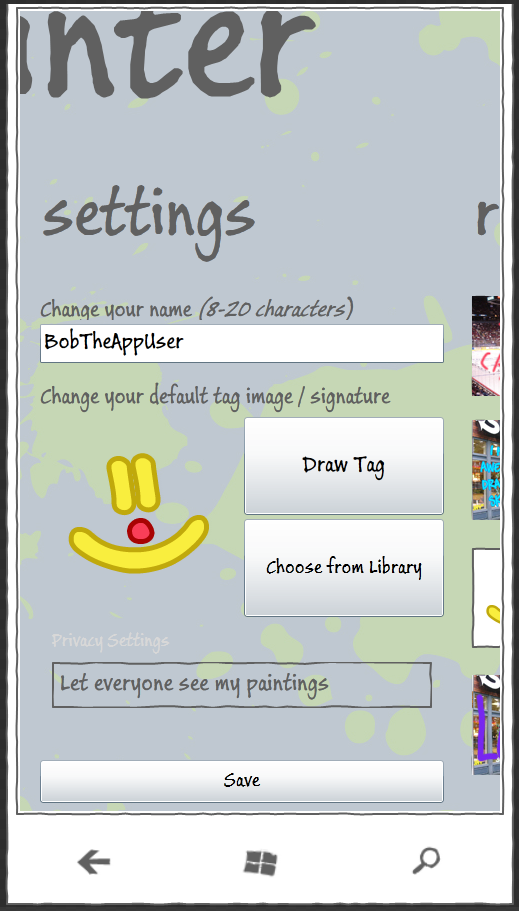 inter
settings
r
Change your name (8-20 characters)
BobTheAppUser
Change your default tag image / signature
Draw Tag
Choose from Library
Privacy Settings
Let everyone see my paintings
Save